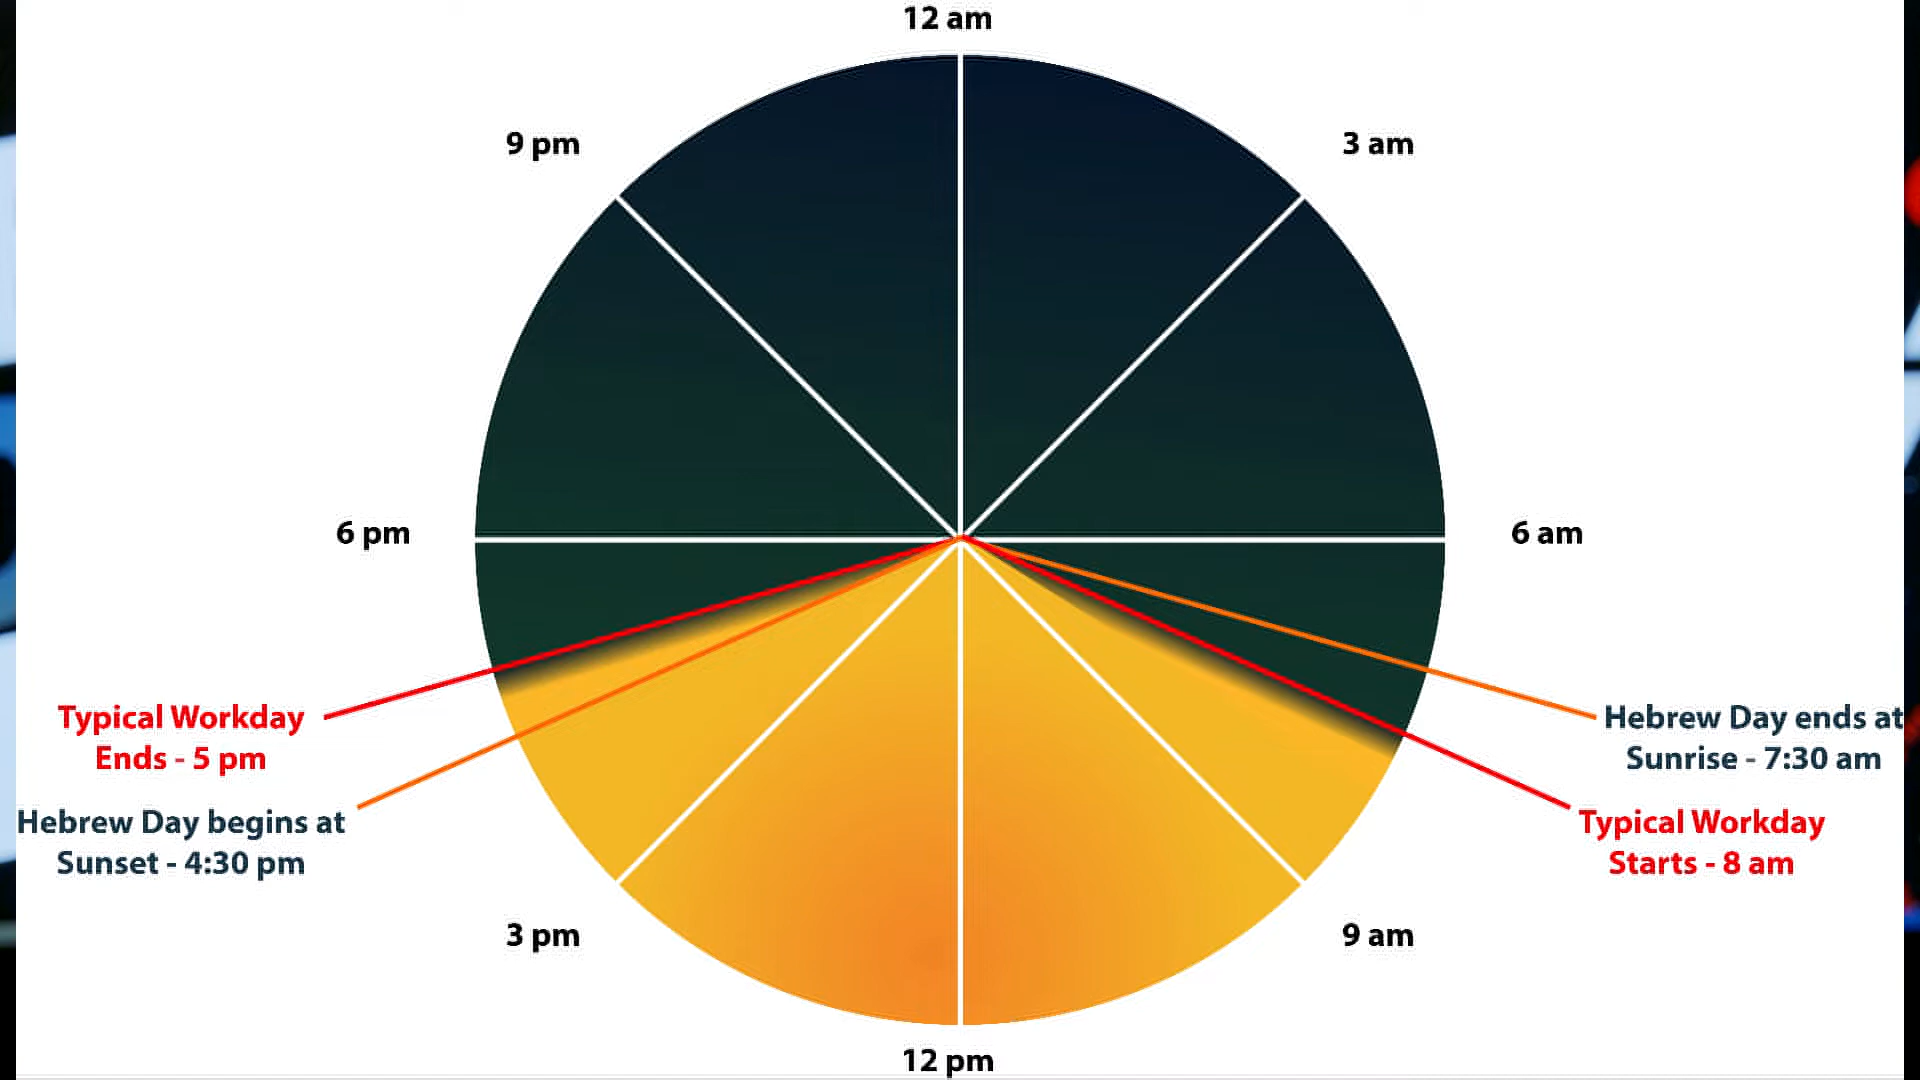 12 am
9 pm
3 am
6 pm
6 am
Typical Workday
Ends - 5 pm
Hebrew Day ends at
Sunrise - 7:30 am
Hebrew Day begins at
Sunset - 4:30 pm
Typical Workday
Starts - 8 am
3 pm
9 am
12 pm